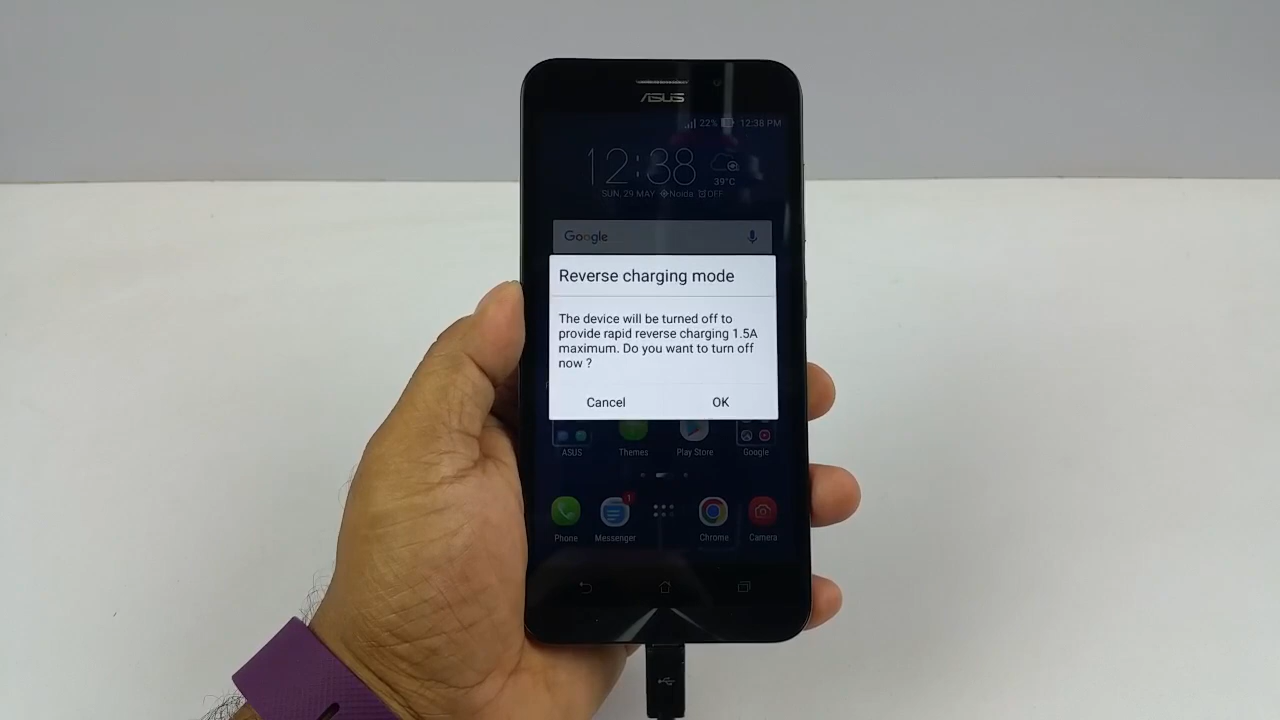 ASUS
22% 12:38 PM
12:38
39°C
SUN, 29 MAY Noida OFF
Google
Reverse charging mode
The device will be turned off to
provide rapid reverse charging 1.5A
maximum. Do you want to turn off
now ?
Cancel OK
ASUS Themes Play Store Google
1
Phone Messenger Chrome Camera